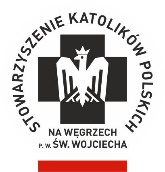 STOWARZYSZENIE KATOLIKÓW POLSKICH
NA WĘGRZECH
P. W. ŚW. WOJCIECHA